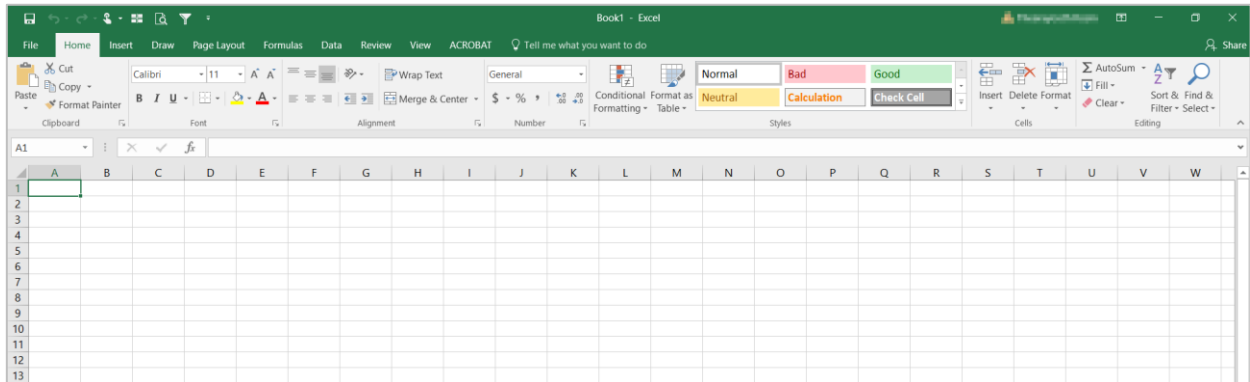 Book1 - Excel
File Home Insert Draw Page Layout Formulas Data Review View ACROBAT Tell me what you want to do Share
Paste Cut Copy Format Painter Clipboard
Calibri 11 A A B I U A Font
Wrap Text Merge & Center Alignment
General $ % , Number
Conditional Formatting Format as Table Normal Bad Good Neutral Calculation Check Cell Styles
Insert Delete Format Cells
AutoSum Fill Clear Sort & Filter Find & Select Editing
A1 fx
A B C D E F G H I J K L M N O P Q R S T U V W
1
2
3
4
5
6
7
8
9
10
11
12
13